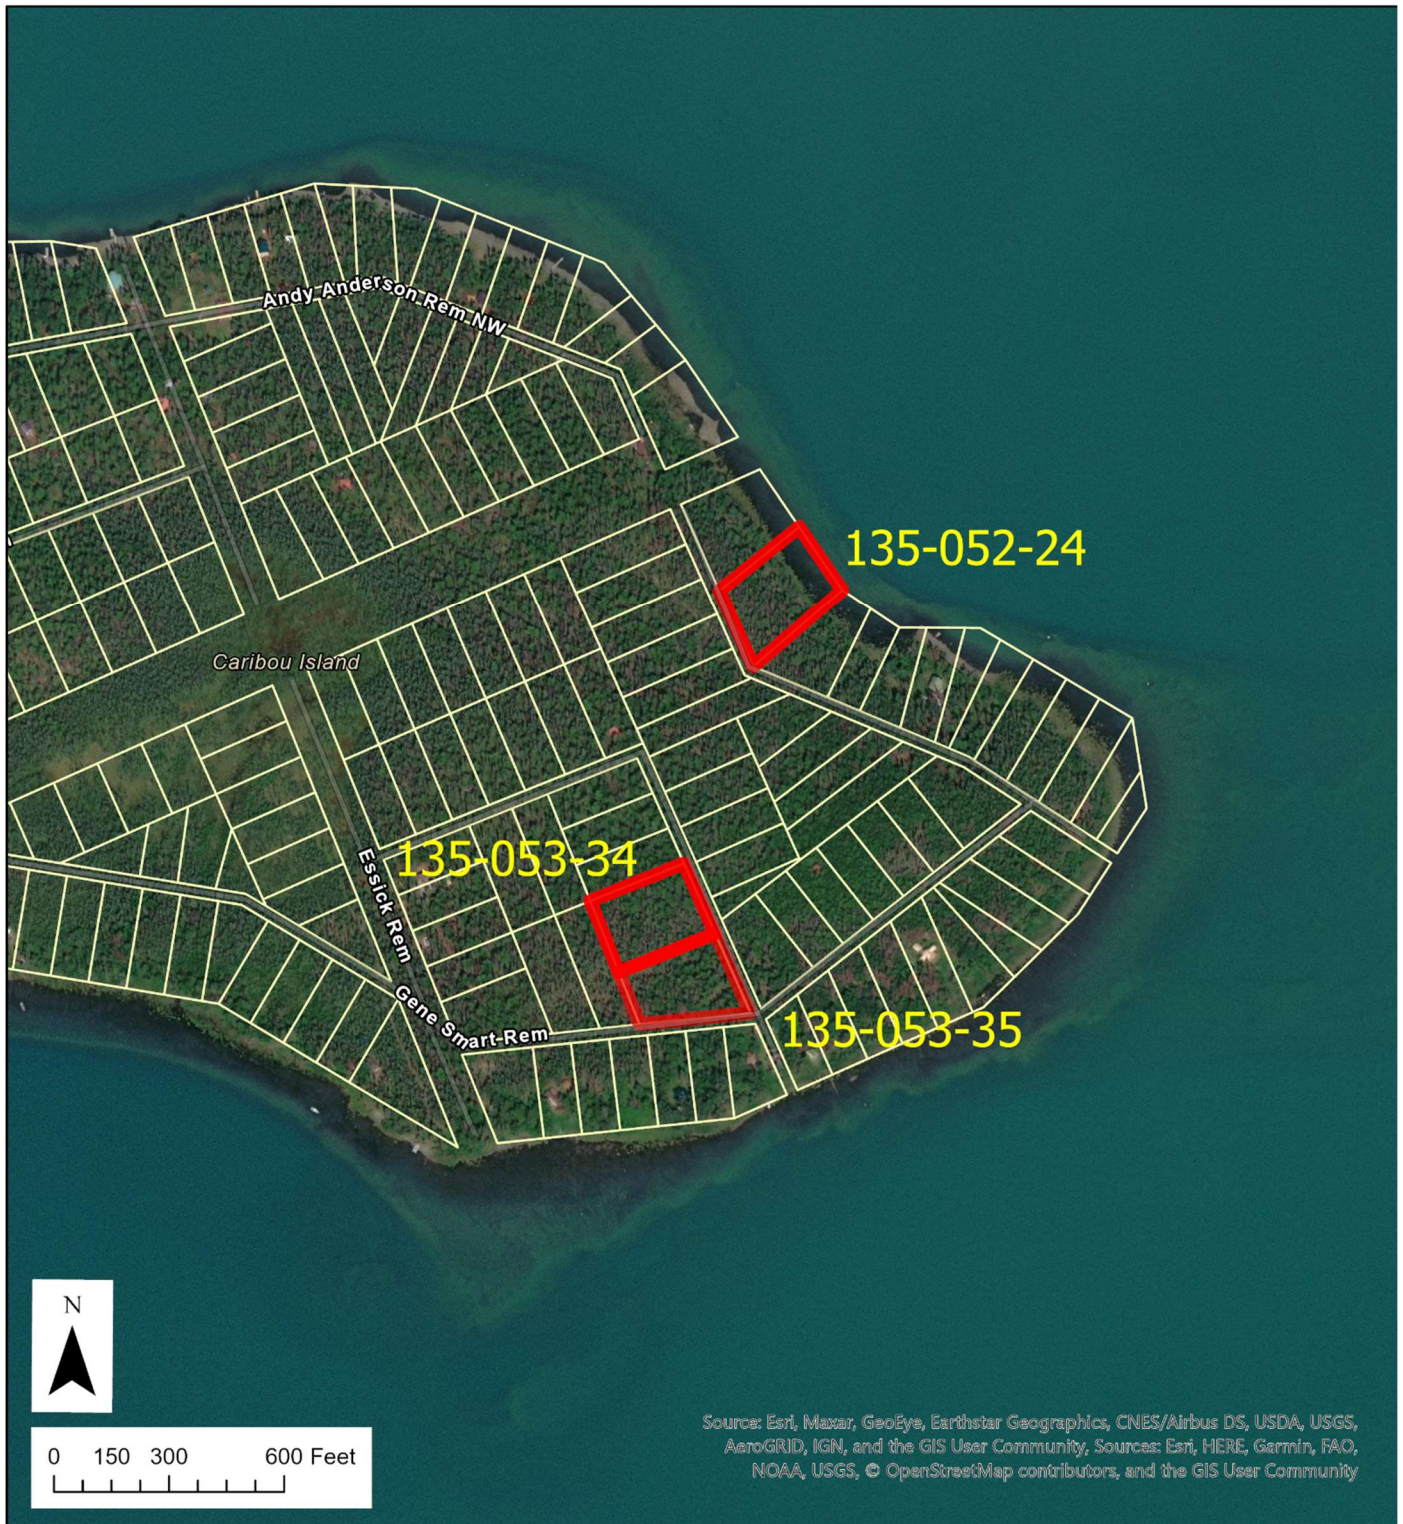 Andy Anderson Rem NW
135-052-24
Caribou Island
135-053-34
Essick Rem
Gene Smart Rem
135-053-35
N
0 150 300 600 Feet
Source: Esri, Maxar, GeoEye, Earthstar Geographics, CNES/Airbus DS, USDA, USGS,
AeroGRID, IGN, and the GIS User Community, Sources: Esri, HERE, Garmin, FAO,
NOAA, USGS, © OpenStreetMap contributors, and the GIS User Community